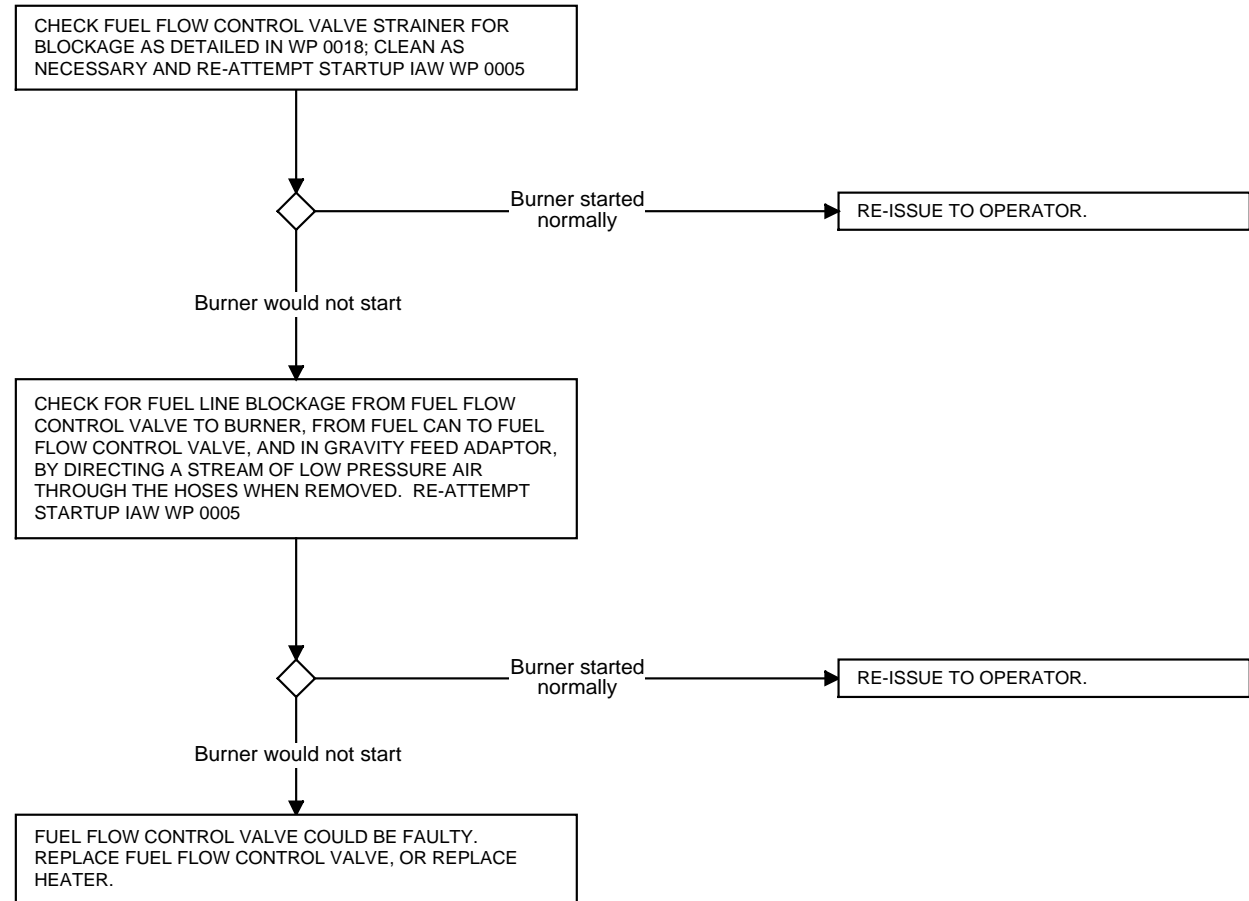 CHECK FUEL FLOW CONTROL VALVE STRAINER FOR
BLOCKAGE AS DETAILED IN WP 0018; CLEAN AS
NECESSARY AND RE-ATTEMPT STARTUP IAW WP 0005
Burner started
normally
RE-ISSUE TO OPERATOR.
Burner would not start
CHECK FOR FUEL LINE BLOCKAGE FROM FUEL FLOW
CONTROL VALVE TO BURNER, FROM FUEL CAN TO FUEL
FLOW CONTROL VALVE, AND IN GRAVITY FEED ADAPTOR,
BY DIRECTING A STREAM OF LOW PRESSURE AIR
THROUGH THE HOSES WHEN REMOVED.  RE-ATTEMPT
STARTUP IAW WP 0005
Burner started
normally
RE-ISSUE TO OPERATOR.
Burner would not start
FUEL FLOW CONTROL VALVE COULD BE FAULTY.
REPLACE FUEL FLOW CONTROL VALVE, OR REPLACE
HEATER.